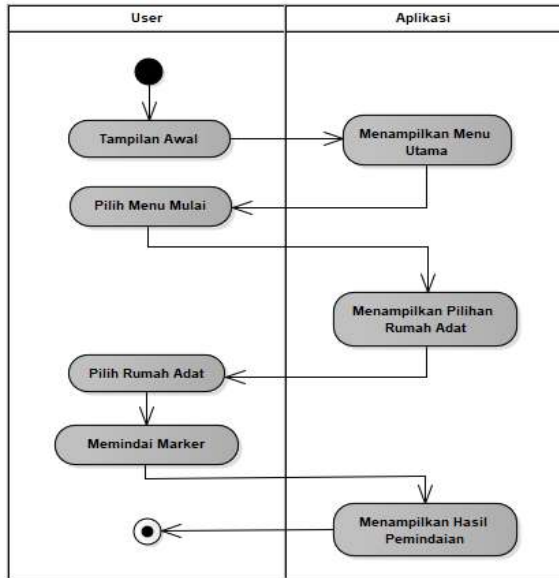 User
Aplikasi
Tampilan Awal
Menampilkan Menu
Utama
Pilih Menu Mulai
Menampilkan Pilihan
Rumah Adat
Pilih Rumah Adat
Memindai Marker
Menampilkan Hasil
Pemindaian